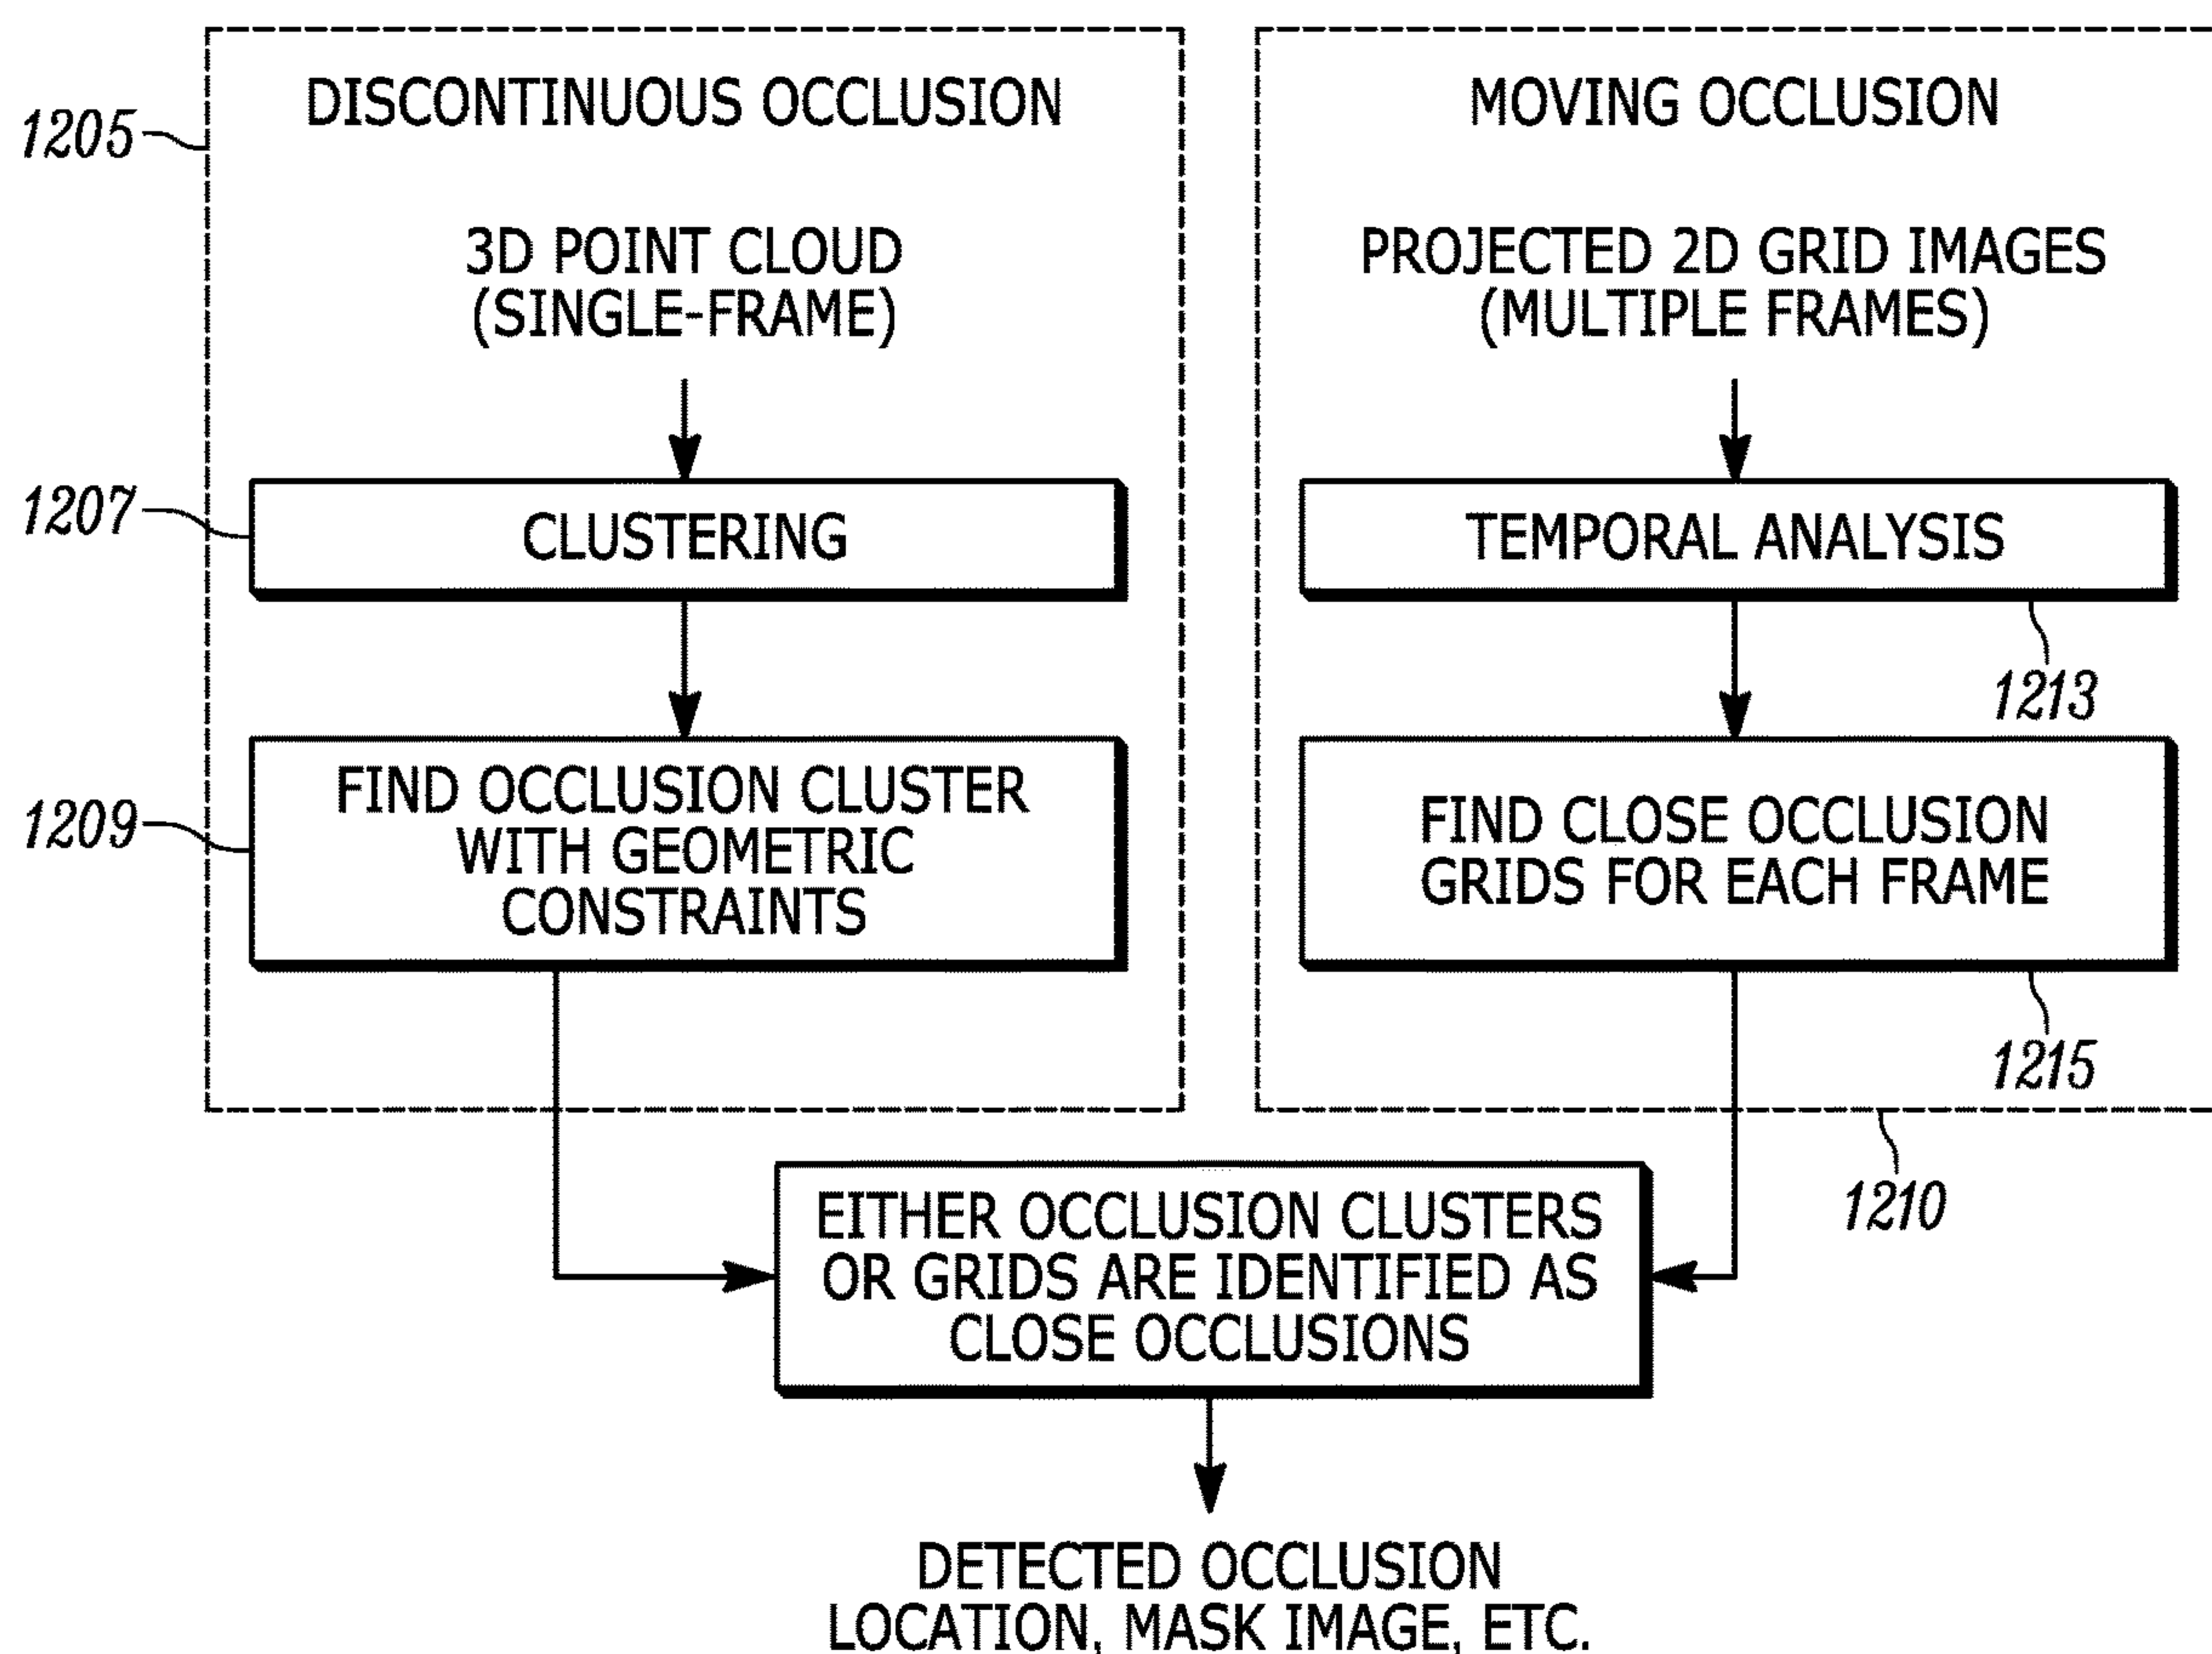 DISCONTINUOUS OCCLUSION
1205
3D POINT CLOUD
(SINGLE-FRAME)
1207
CLUSTERING
1209
FIND OCCLUSION CLUSTER
WITH GEOMETRIC
CONSTRAINTS
MOVING OCCLUSION
PROJECTED 2D GRID IMAGES
(MULTIPLE FRAMES)
TEMPORAL ANALYSIS
1213
FIND CLOSE OCCLUSION
GRIDS FOR EACH FRAME
1215
1210
EITHER OCCLUSION CLUSTERS
OR GRIDS ARE IDENTIFIED AS
CLOSE OCCLUSIONS
DETECTED OCCLUSION
LOCATION, MASK IMAGE, ETC.